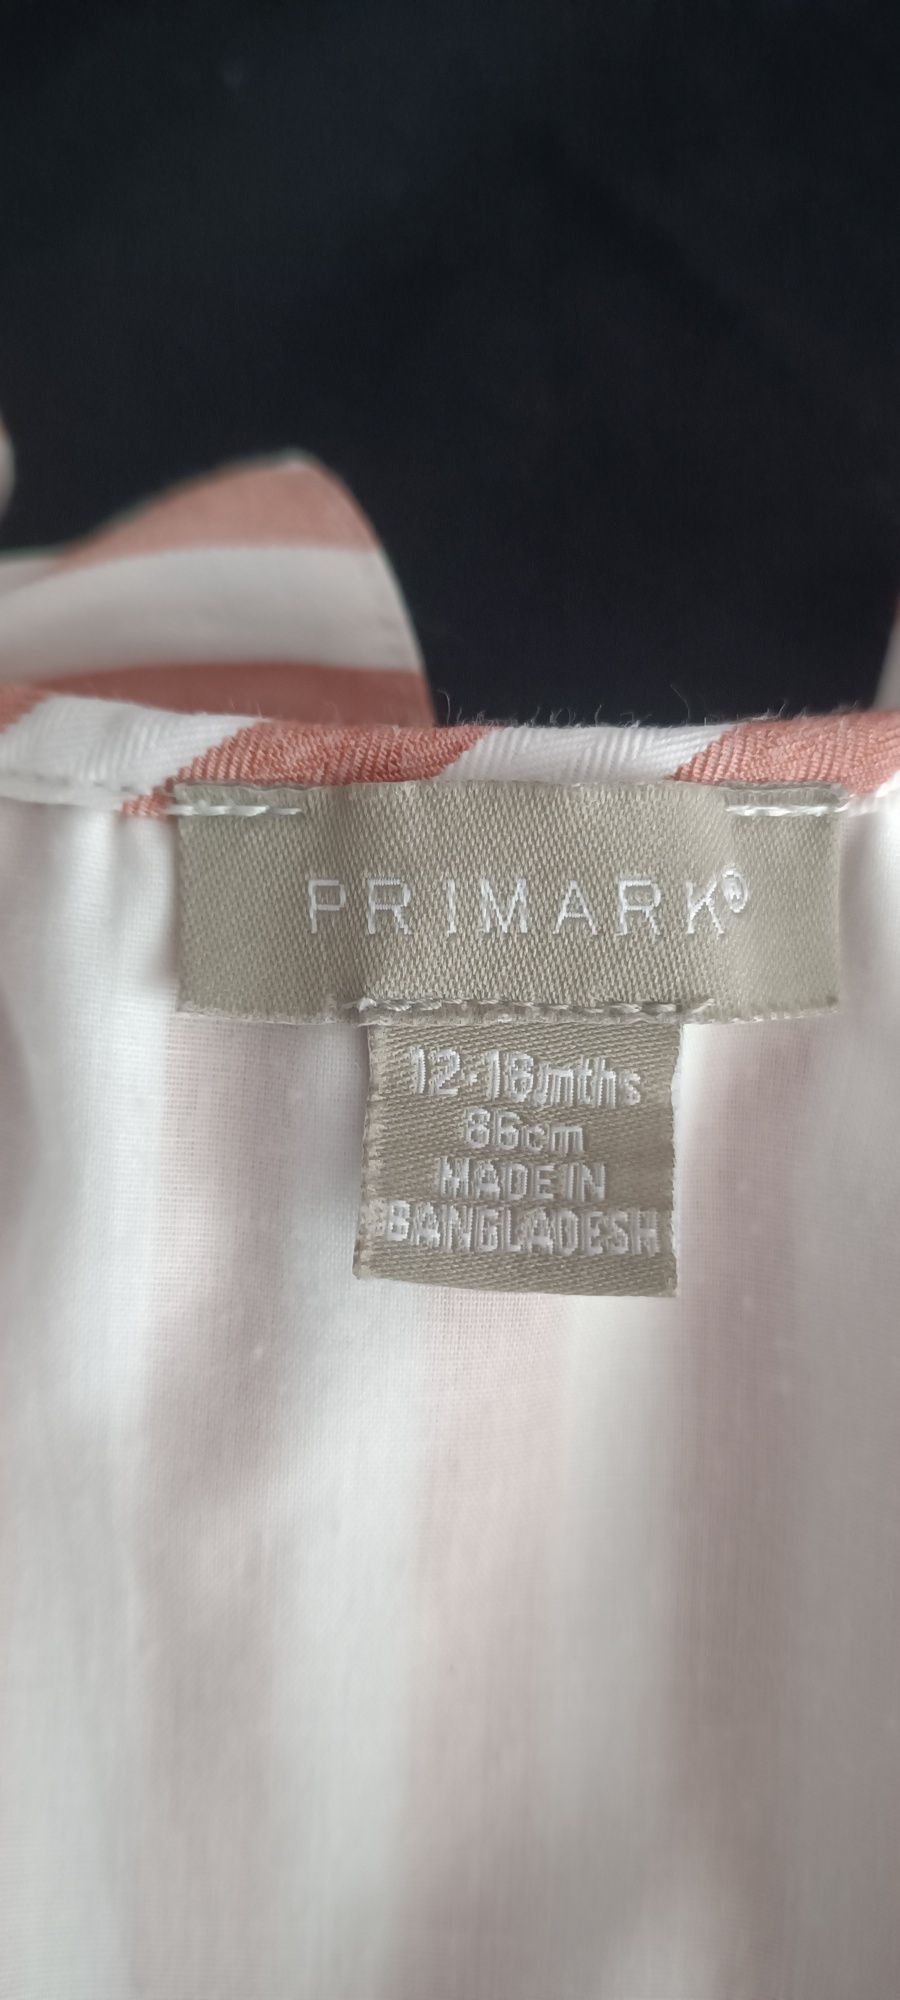 PRIMARK®
12-18mths
86cm
MADE IN
BANGLADESH